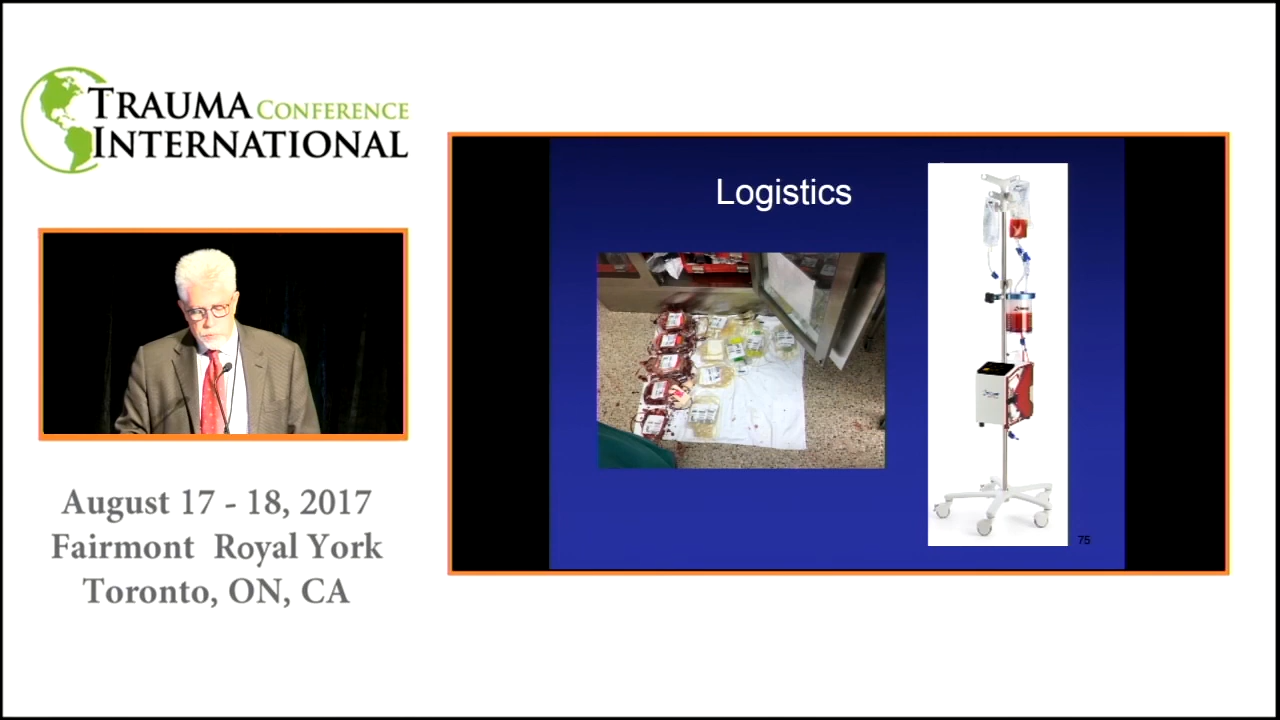 TRAUMA CONFERENCE
INTERNATIONAL
August 17 - 18, 2017
Fairmont Royal York
Toronto, ON, CA
Logistics
75